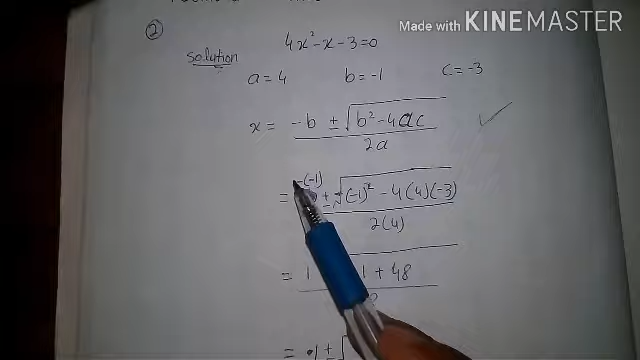 Made with KINEMASTER
② 4x² - x - 3 = 0
Solution
a = 4 b = -1 c = -3
x = -b ± √b² - 4ac
2a
= -(-1) ± √(-1)² - 4(4)(-3)
2(4)
= 1 1 + 48
= 1 ± √